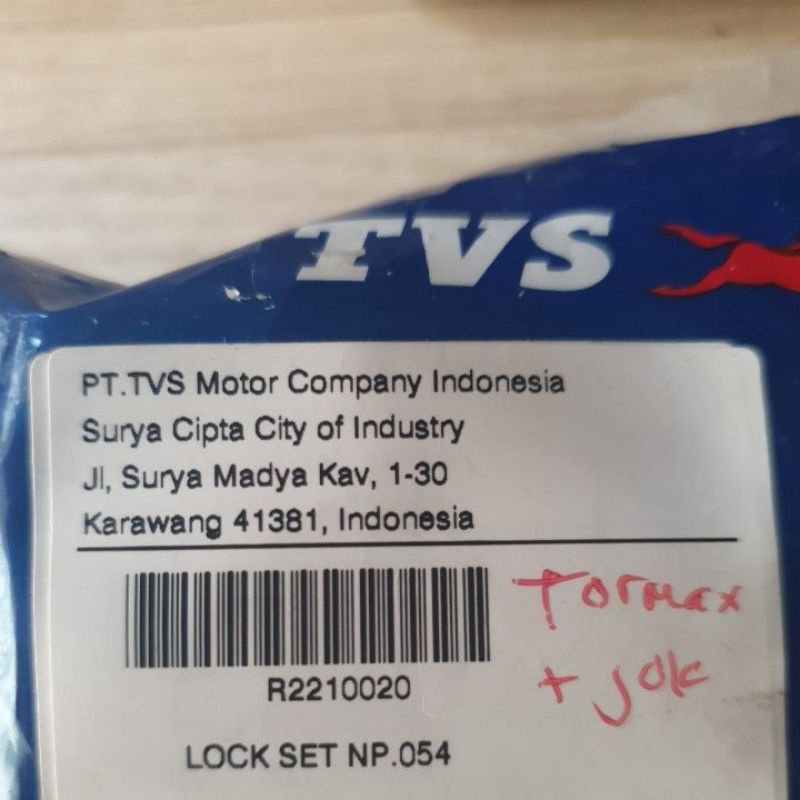 TVS
PT.TVS Motor Company Indonesia
Surya Cipta City of Industry
Jl, Surya Madya Kav, 1-30
Karawang 41381, Indonesia
R2210020
Tormax
+ jok
LOCK SET NP.054